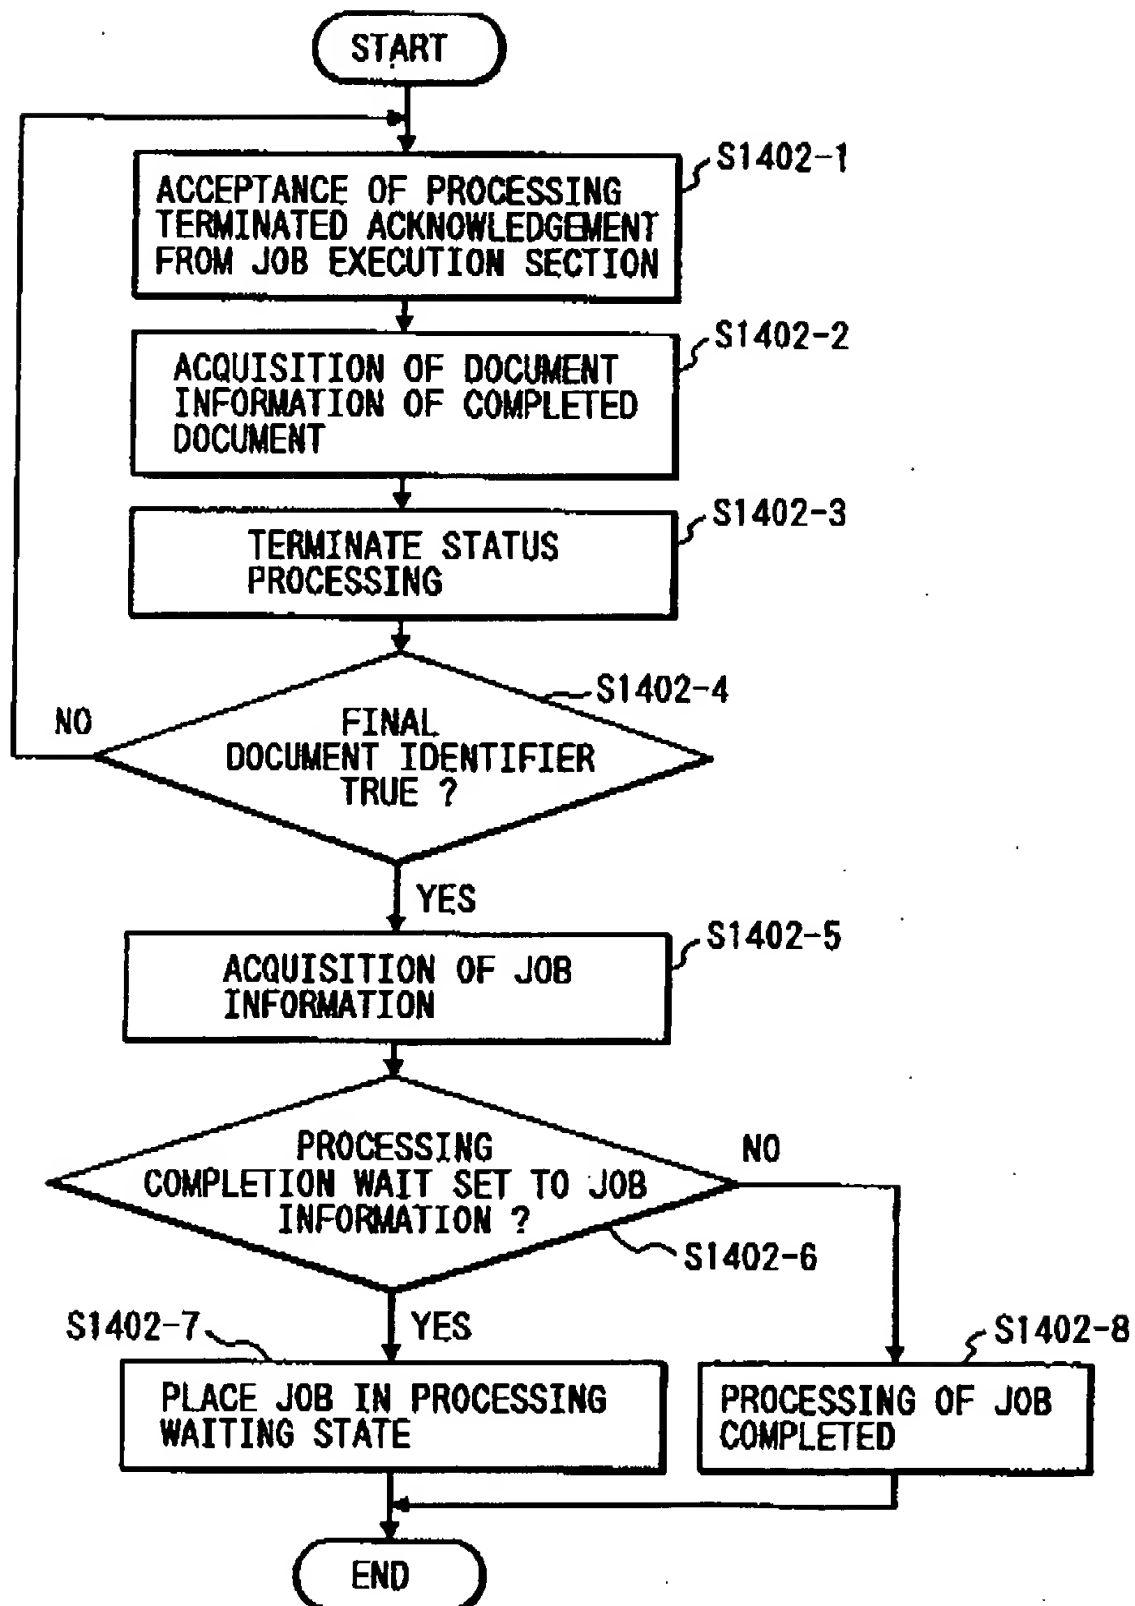 START
S1402-1
ACCEPTANCE OF PROCESSING
TERMINATED ACKNOWLEDGEMENT
FROM JOB EXECUTION SECTION
S1402-2
ACQUISITION OF DOCUMENT
INFORMATION OF COMPLETED
DOCUMENT
S1402-3
TERMINATE STATUS
PROCESSING
S1402-4
NO
FINAL
DOCUMENT IDENTIFIER
TRUE ?
YES
S1402-5
ACQUISITION OF JOB
INFORMATION
PROCESSING
COMPLETION WAIT SET TO JOB
INFORMATION ?
NO
S1402-6
YES
S1402-7
PLACE JOB IN PROCESSING
WAITING STATE
S1402-8
PROCESSING OF JOB
COMPLETED
END